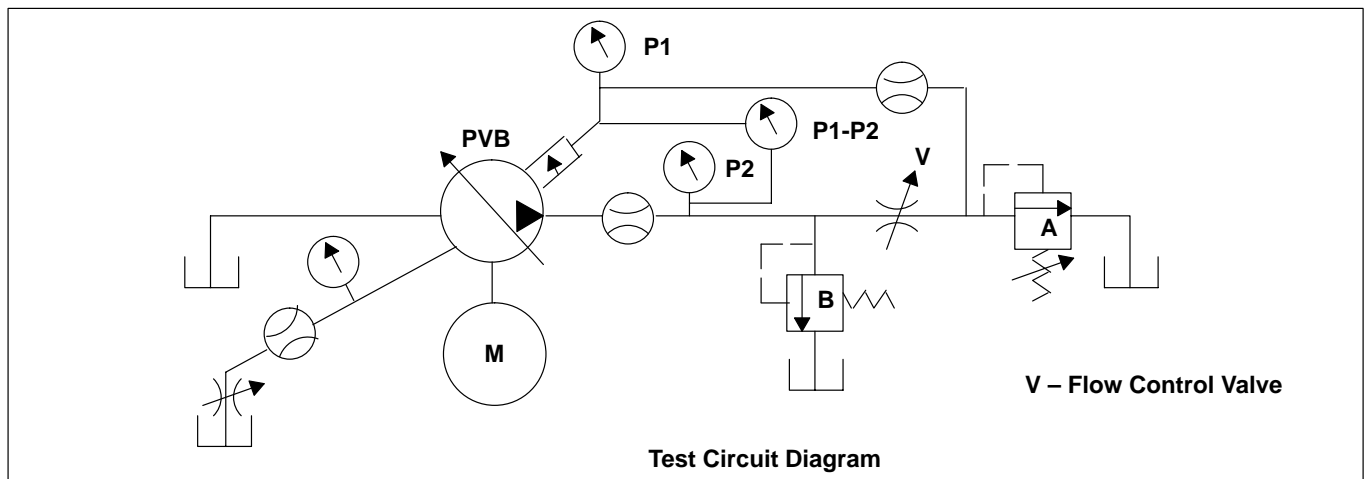 P1
P1-P2
PVB
P2
V
A
B
M
V – Flow Control Valve
Test Circuit Diagram